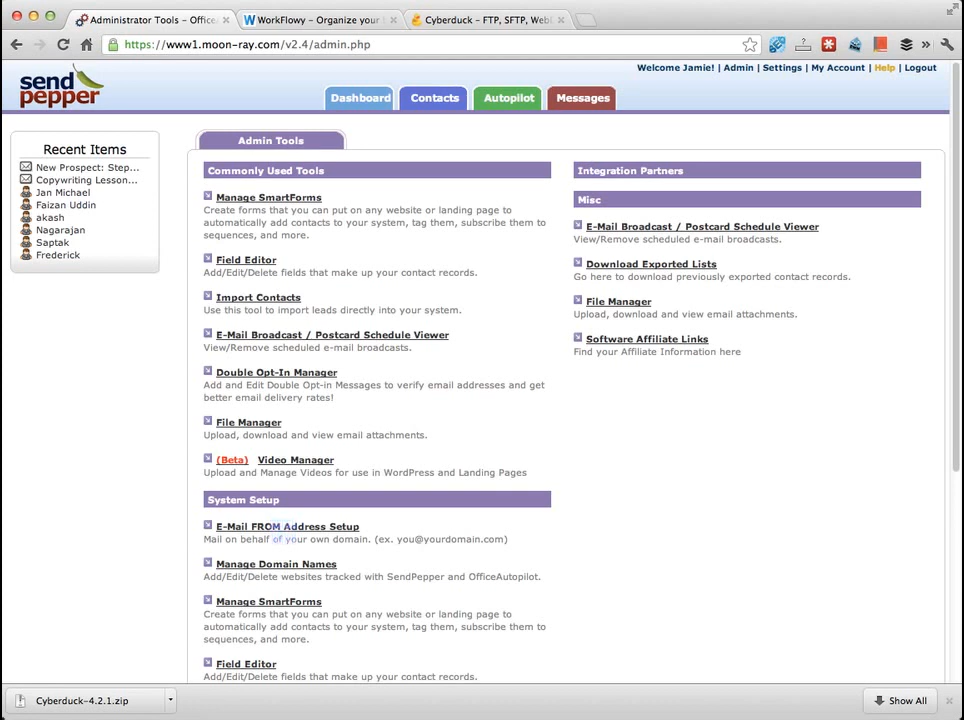 Administrator Tools – Office
WorkFlowy – Organize your
Cyberduck – FTP, SFTP, Web
https://www1.moon-ray.com/v2.4/admin.php
Welcome Jamie! | Admin | Settings | My Account | Help | Logout
send
pepper
Dashboard
Contacts
Autopilot
Messages
Recent Items
New Prospect: Step...
Copywriting Lesson...
Jan Michael
Faizan Uddin
akash
Nagarajan
Saptak
Frederick
Admin Tools
Commonly Used Tools
Manage SmartForms
Create forms that you can put on any website or landing page to
automatically add contacts to your system, tag them, subscribe them to
sequences, and more.
Field Editor
Add/Edit/Delete fields that make up your contact records.
Import Contacts
Use this tool to import leads directly into your system.
E-Mail Broadcast / Postcard Schedule Viewer
View/Remove scheduled e-mail broadcasts.
Double Opt-In Manager
Add and Edit Double Opt-in Messages to verify email addresses and get
better email delivery rates!
File Manager
Upload, download and view email attachments.
(Beta) Video Manager
Upload and Manage Videos for use in WordPress and Landing Pages
System Setup
E-Mail FROM Address Setup
Mail on behalf of your own domain. (ex. you@yourdomain.com)
Manage Domain Names
Add/Edit/Delete websites tracked with SendPepper and OfficeAutopilot.
Manage SmartForms
Create forms that you can put on any website or landing page to
automatically add contacts to your system, tag them, subscribe them to
sequences, and more.
Field Editor
Add/Edit/Delete fields that make up your contact records.
Integration Partners
Misc
E-Mail Broadcast / Postcard Schedule Viewer
View/Remove scheduled e-mail broadcasts.
Download Exported Lists
Go here to download previously exported contact records.
File Manager
Upload, download and view email attachments.
Software Affiliate Links
Find your Affiliate Information here
Cyberduck-4.2.1.zip
Show All